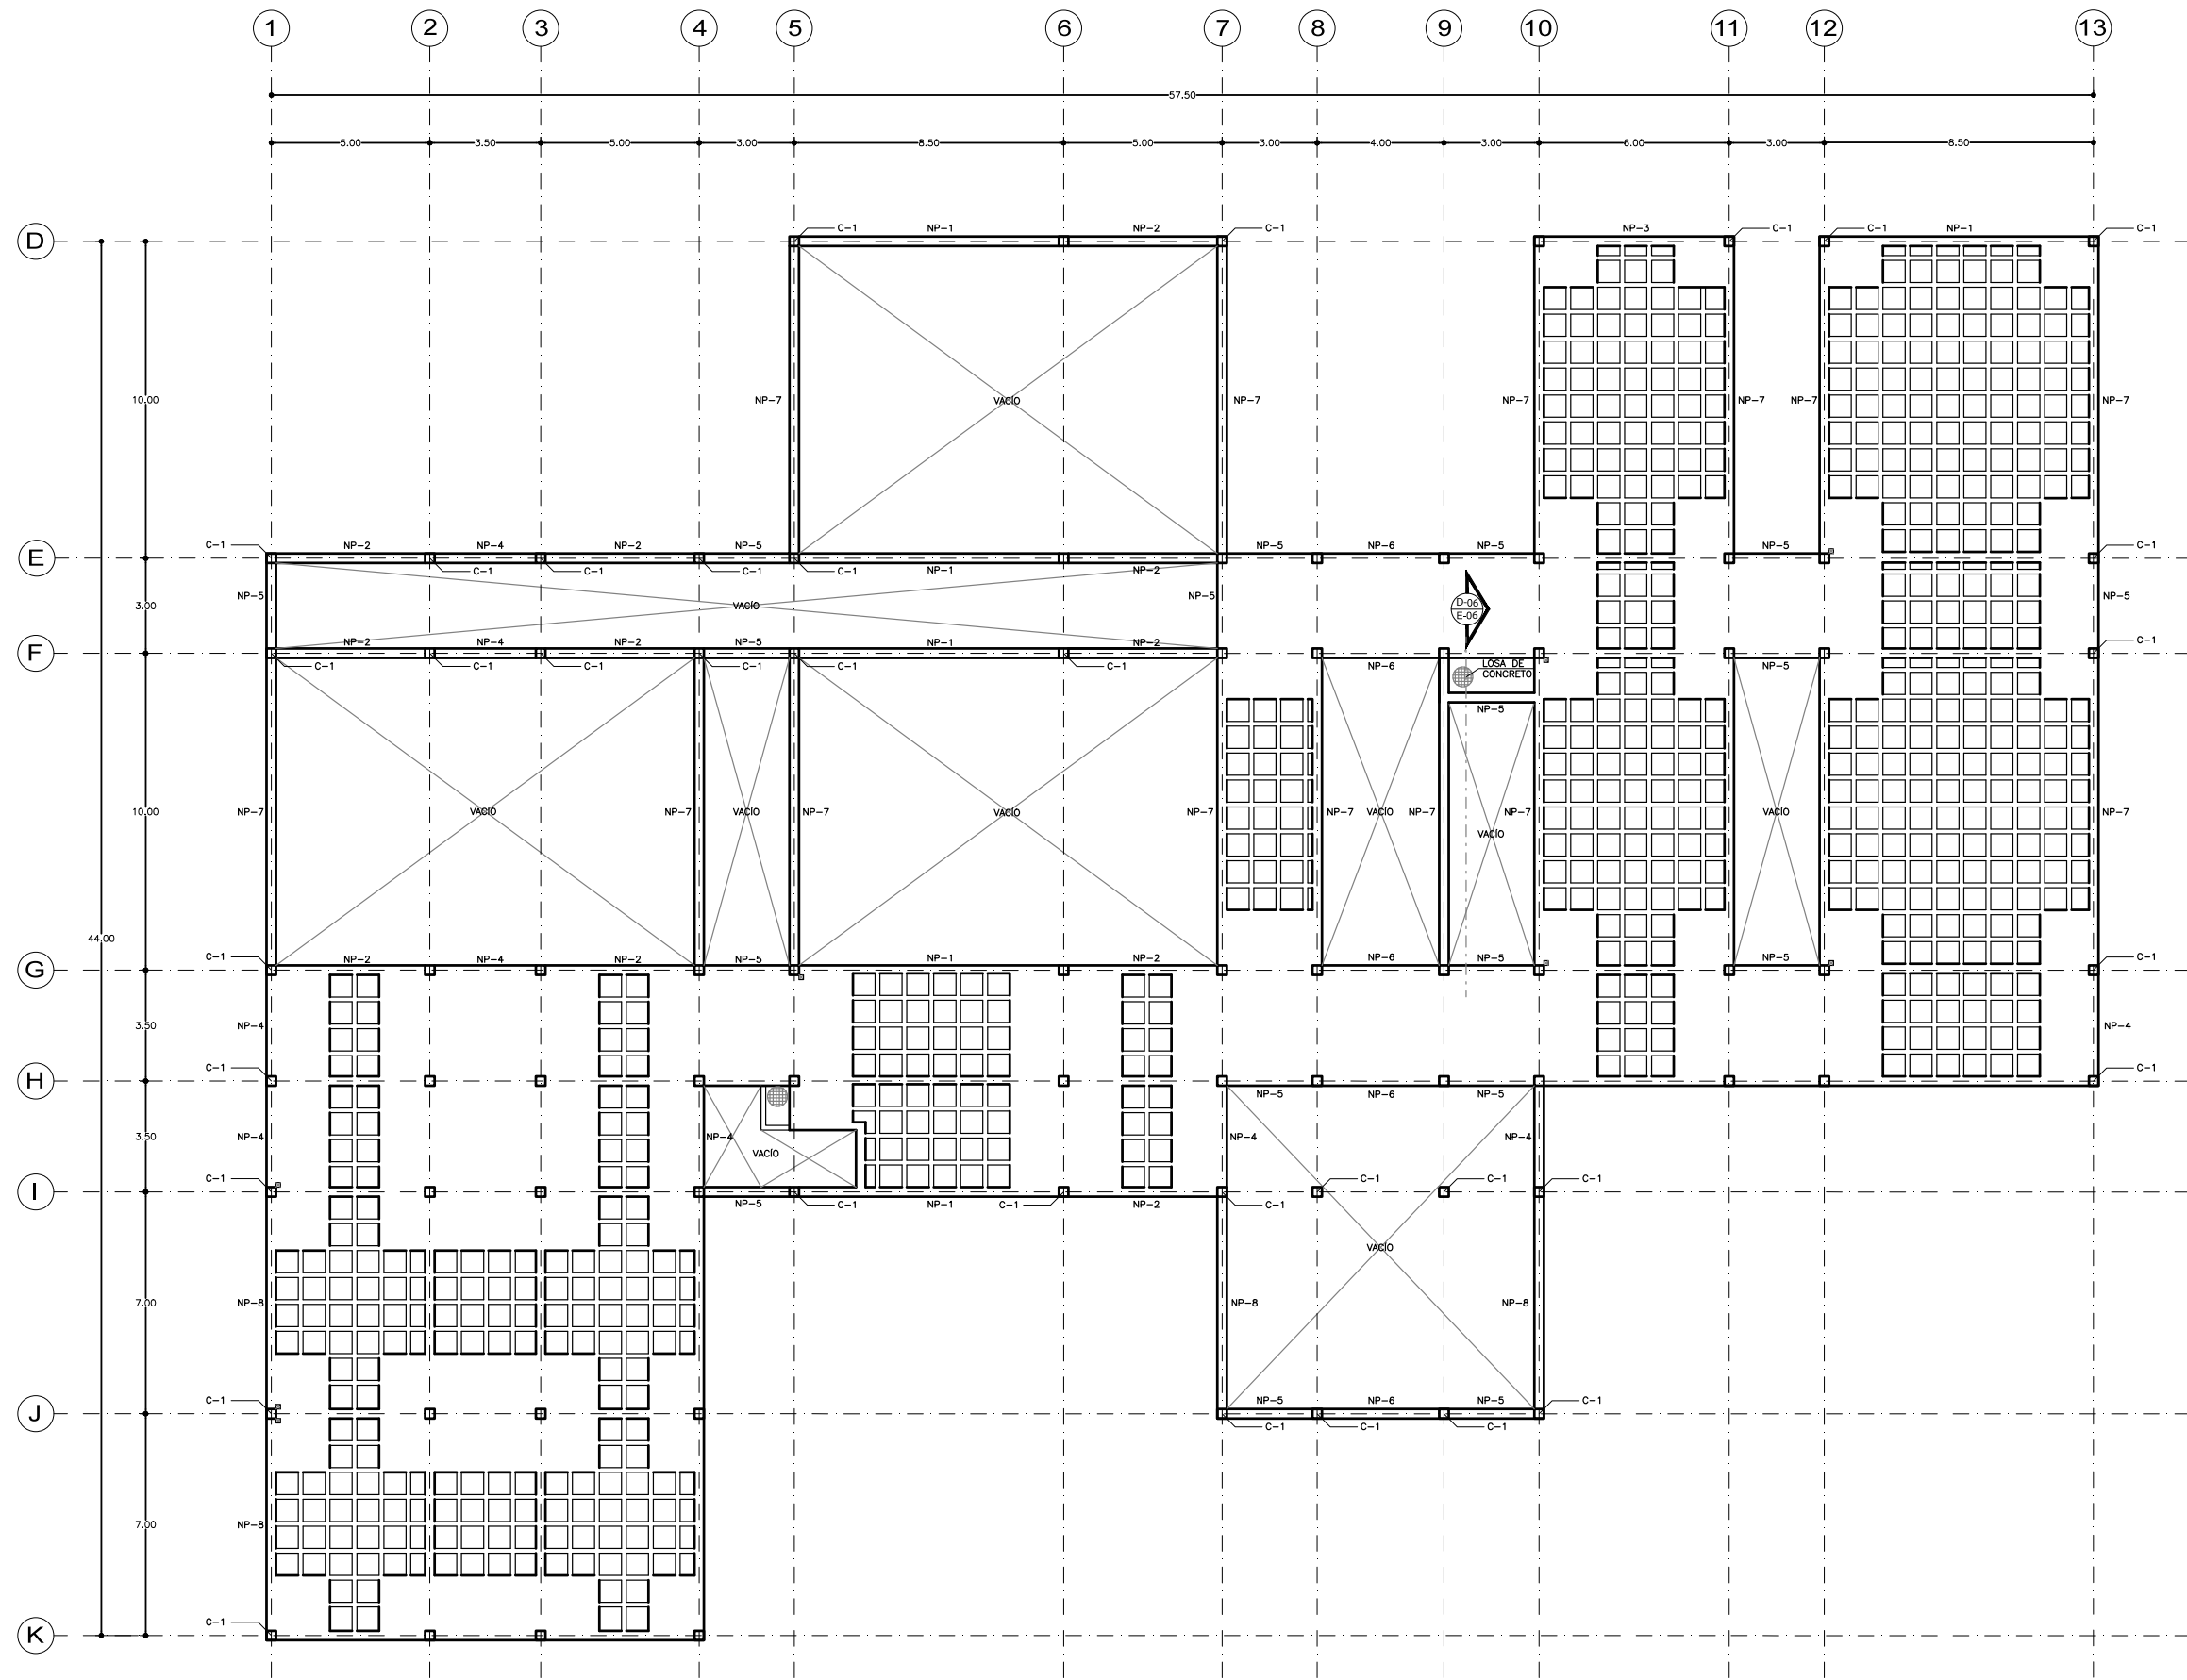 1 2 3 4 5 6 7 8 9 10 11 12 13
57.50
5.00 3.50 5.00 3.00 8.50 5.00 3.00 4.00 3.00 6.00 3.00 8.50
C-1 NP-1 NP-2 C-1 NP-3 C-1 C-1 NP-1 C-1
D
10.00 NP-7 VACÍO NP-7 NP-7 NP-7 NP-7 NP-7
C-1 NP-2 NP-4 NP-2 NP-5 NP-5 NP-6 NP-5 NP-5 C-1
E
C-1 C-1 C-1 C-1 NP-1 NP-2
NP-5 NP-5 NP-5
3.00 VACÍO
D-06
E-06
NP-2 NP-4 NP-2 NP-5 NP-1 NP-2 C-1
F
C-1 C-1 C-1 C-1 C-1 NP-6 LOSA DE NP-5
CONCRETO
NP-5
10.00 NP-7 VACÍO NP-7 VACÍO NP-7 VACÍO NP-7 NP-7 VACÍO NP-7 NP-7 VACÍO NP-7
VACÍO
44.00
C-1 NP-2 NP-4 NP-2 NP-5 NP-1 NP-2 NP-6 NP-5 NP-5 C-1
G
3.50 NP-4 NP-4
C-1 C-1
H
NP-5 NP-6 NP-5
3.50 NP-4 NP-4 NP-4 NP-4
VACÍO
C-1 C-1 C-1 C-1
I
NP-5 C-1 NP-1 C-1 NP-2 C-1
VACÍO
7.00 NP-8 NP-8 NP-8
C-1 NP-5 NP-6 NP-5 C-1
J
C-1 C-1 C-1
7.00 NP-8
C-1
K